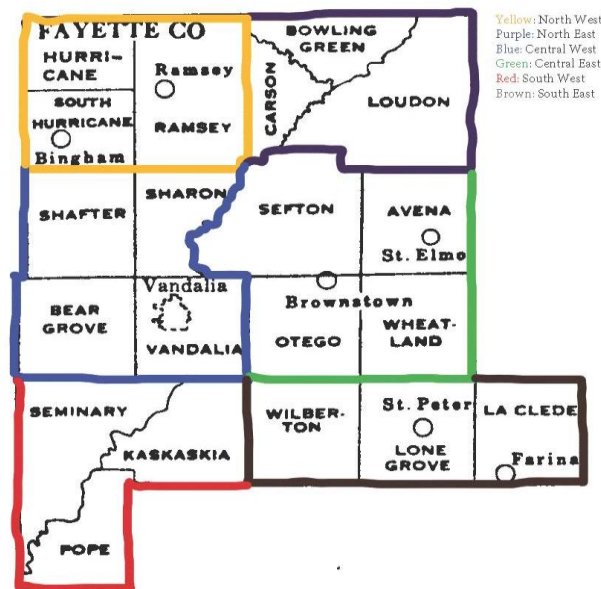 FAYETTE CO
HURRI-
CANE
Ramsey
SOUTH
HURRICANE
RAMSEY
Bingham
BOWLING
GREEN
CARSON
LOUDON
Yellow: North West
Purple: North East
Blue: Central West
Green: Central East
Red: South West
Brown: South East
SHARON
SHAFTER
SEFTON
AVENA
St. Elmo
Vandalia
BEAR
GROVE
VANDALIA
Brownstown
OTEGO
WHEAT-
LAND
SEMINARY
KASKASKIA
POPE
WILBER-
TON
St. Peter
LONE
GROVE
LA CLEDE
Farina